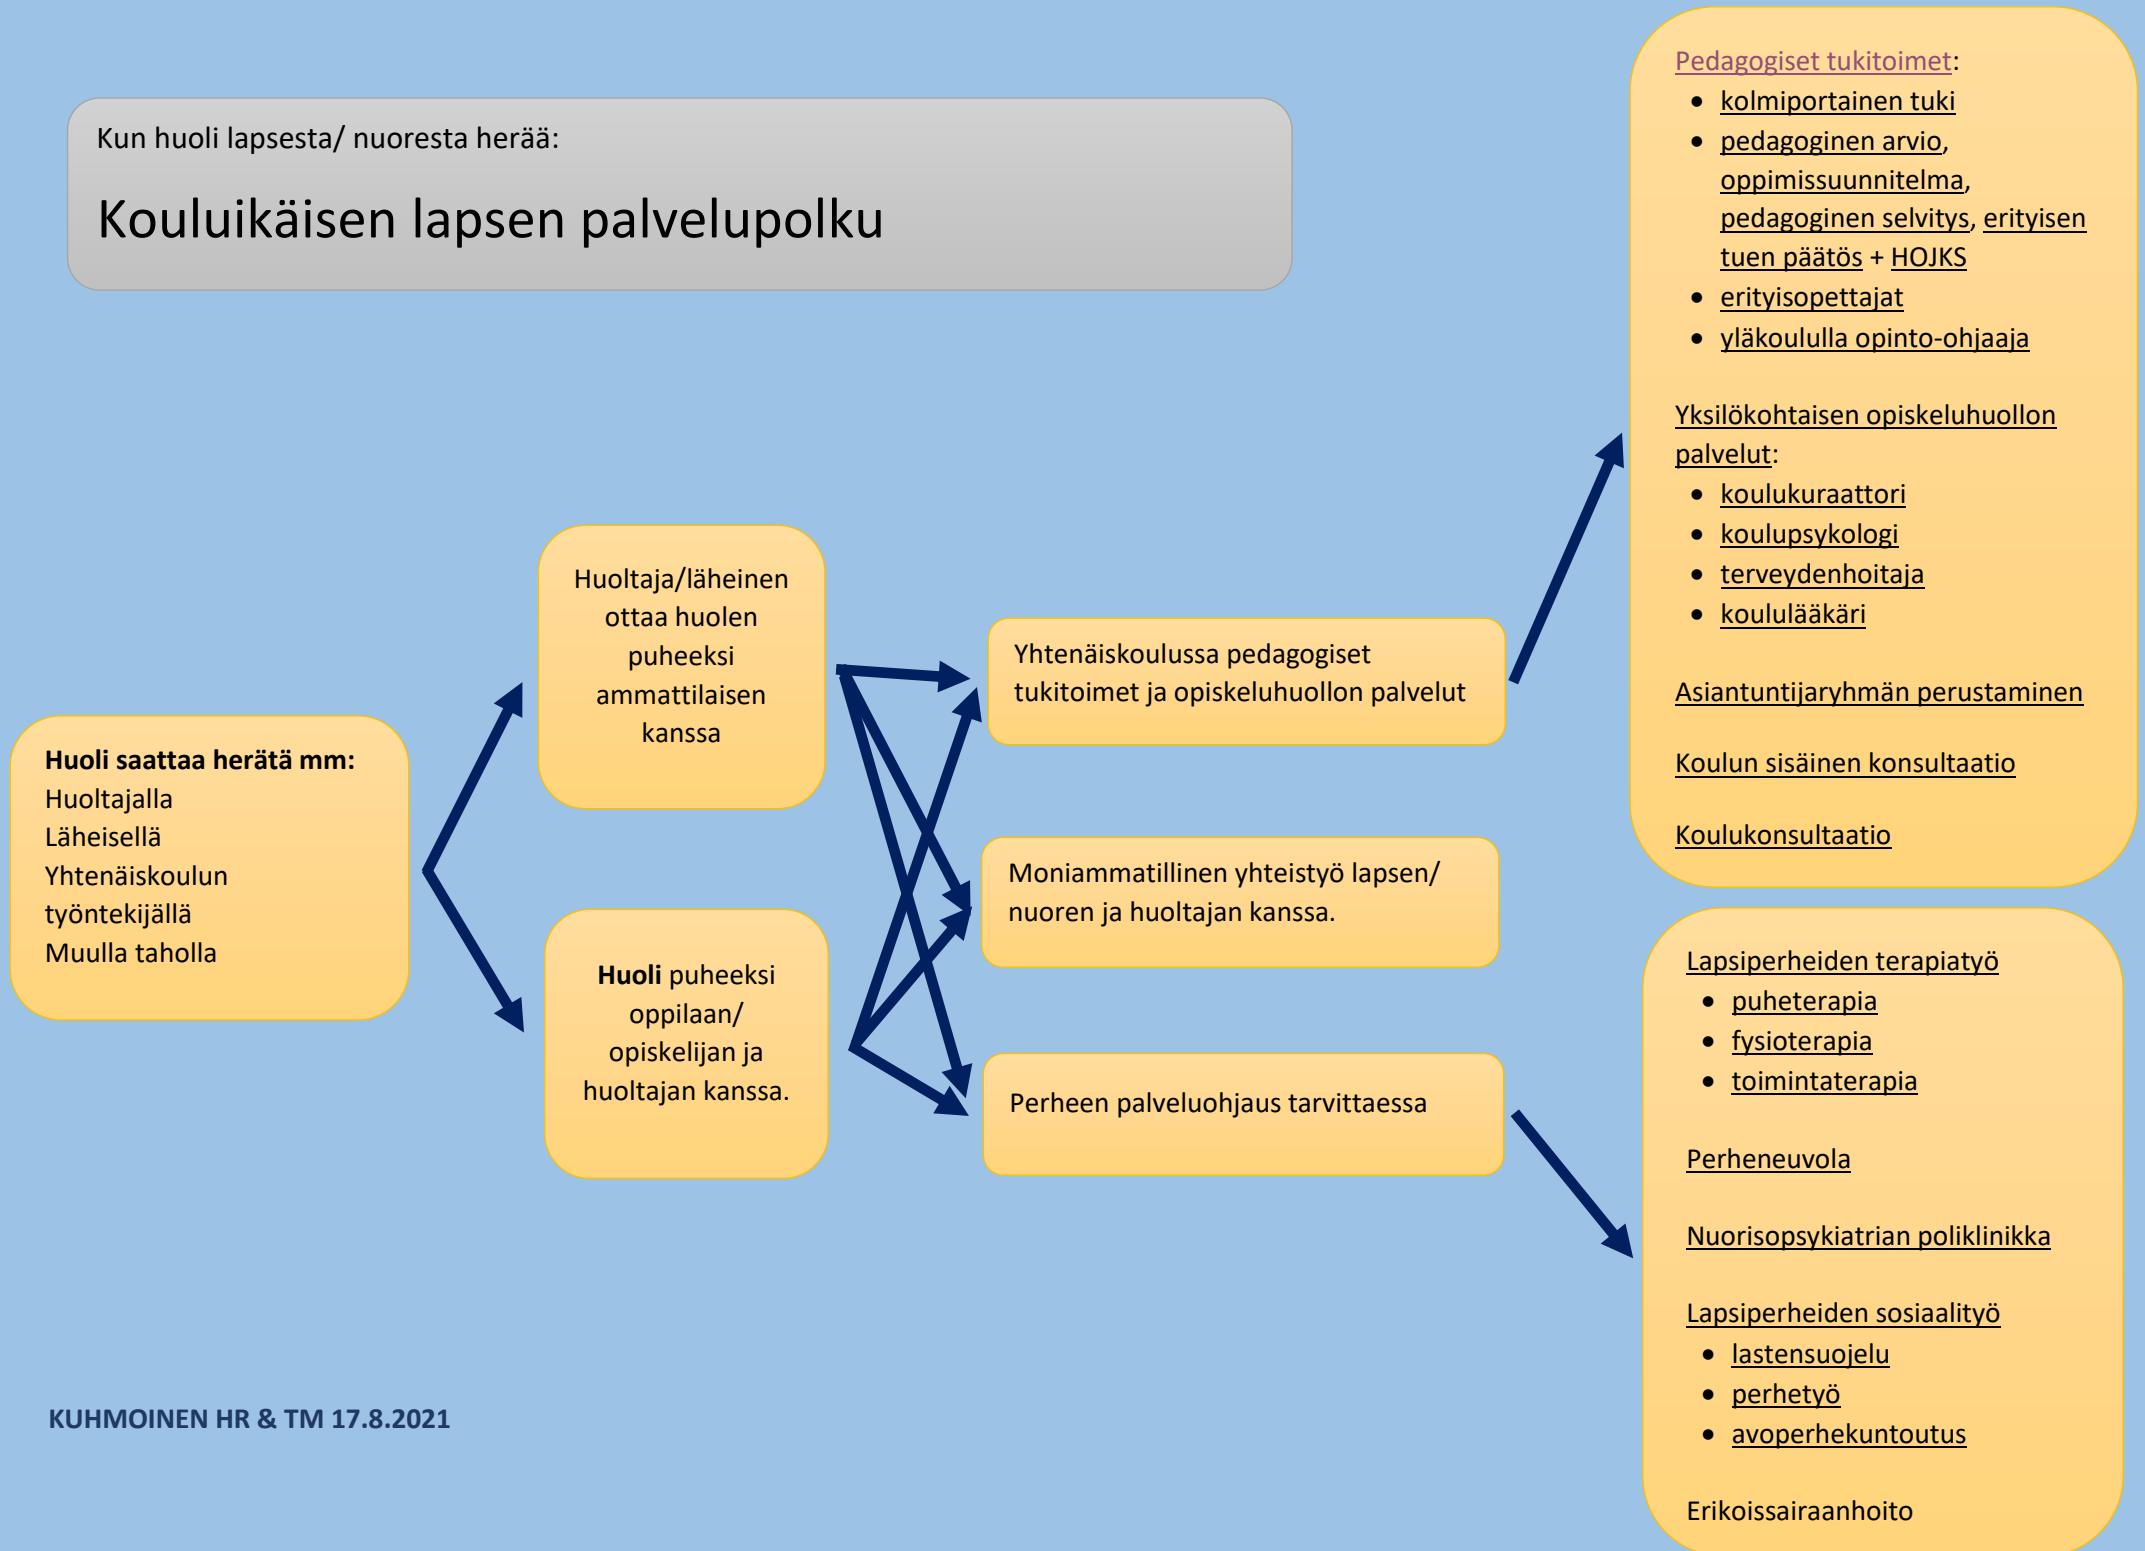 Kun huoli lapsesta/ nuoresta herää:
Kouluikäisen lapsen palvelupolku
Huoli saattaa herätä mm:
Huoltajalla
Läheisellä
Yhtenäiskoulun
työntekijällä
Muulla taholla
Huoltaja/läheinen
ottaa huolen
puheeksi
ammattilaisen
kanssa
Huoli puheeksi
oppilaan/
opiskelijan ja
huoltajan kanssa.
Yhtenäiskoulussa pedagogiset
tukitoimet ja opiskeluhuollon palvelut
Moniammatillinen yhteistyö lapsen/
nuoren ja huoltajan kanssa.
Perheen palveluohjaus tarvittaessa
Pedagogiset tukitoimet:
• kolmiportainen tuki
• pedagoginen arvio,
oppimissuunnitelma,
pedagoginen selvitys, erityisen
tuen päätös + HOJKS
• erityisopettajat
• yläkoululla opinto-ohjaaja
Yksilökohtaisen opiskeluhuollon
palvelut:
• koulukuraattori
• koulupsykologi
• terveydenhoitaja
• koululääkäri
Asiantuntijaryhmän perustaminen
Koulun sisäinen konsultaatio
Koulukonsultaatio
Lapsiperheiden terapiatyö
• puheterapia
• fysioterapia
• toimintaterapia
Perheneuvola
Nuorisopsykiatrian poliklinikka
Lapsiperheiden sosiaalityö
• lastensuojelu
• perhetyö
• avoperhekuntoutus
Erikoissairaanhoito
KUHMOINEN HR & TM 17.8.2021